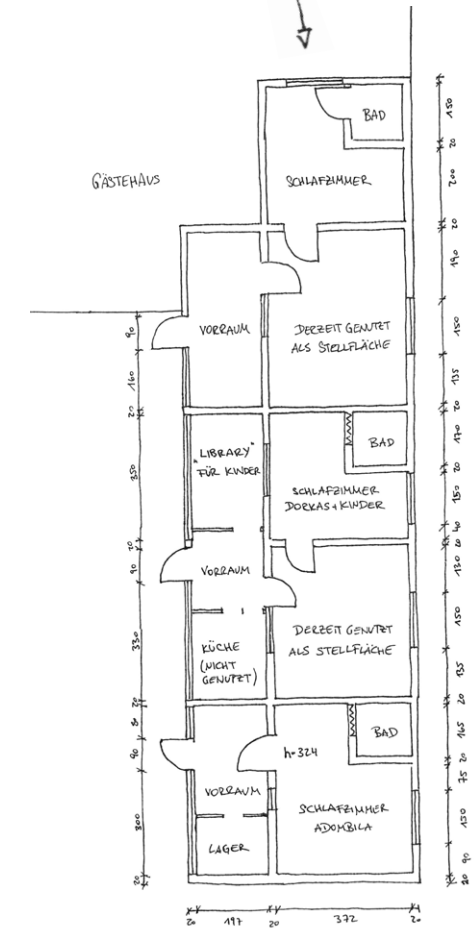 BAD
150
20
GÄSTEHAUS
SCHLAFZIMMER
200
20
190
90
VORRAUM
DERZEIT GENUTZT
ALS STELLFLÄCHE
150
160
135
20
20
"LIBRARY"
FÜR KINDER
BAD
170
20
350
SCHLAFZIMMER
DORKAS + KINDER
150
40
20
90
VORRAUM
130
330
KÜCHE
(NICHT
GENUTZT)
DERZEIT GENUTZT
ALS STELLFLÄCHE
150
135
20
20
BAD
165
90
h=324
20
75
VORRAUM
SCHLAFZIMMER
ADOMBILA
150
300
LAGER
90
20
20
20
197
20
372
20